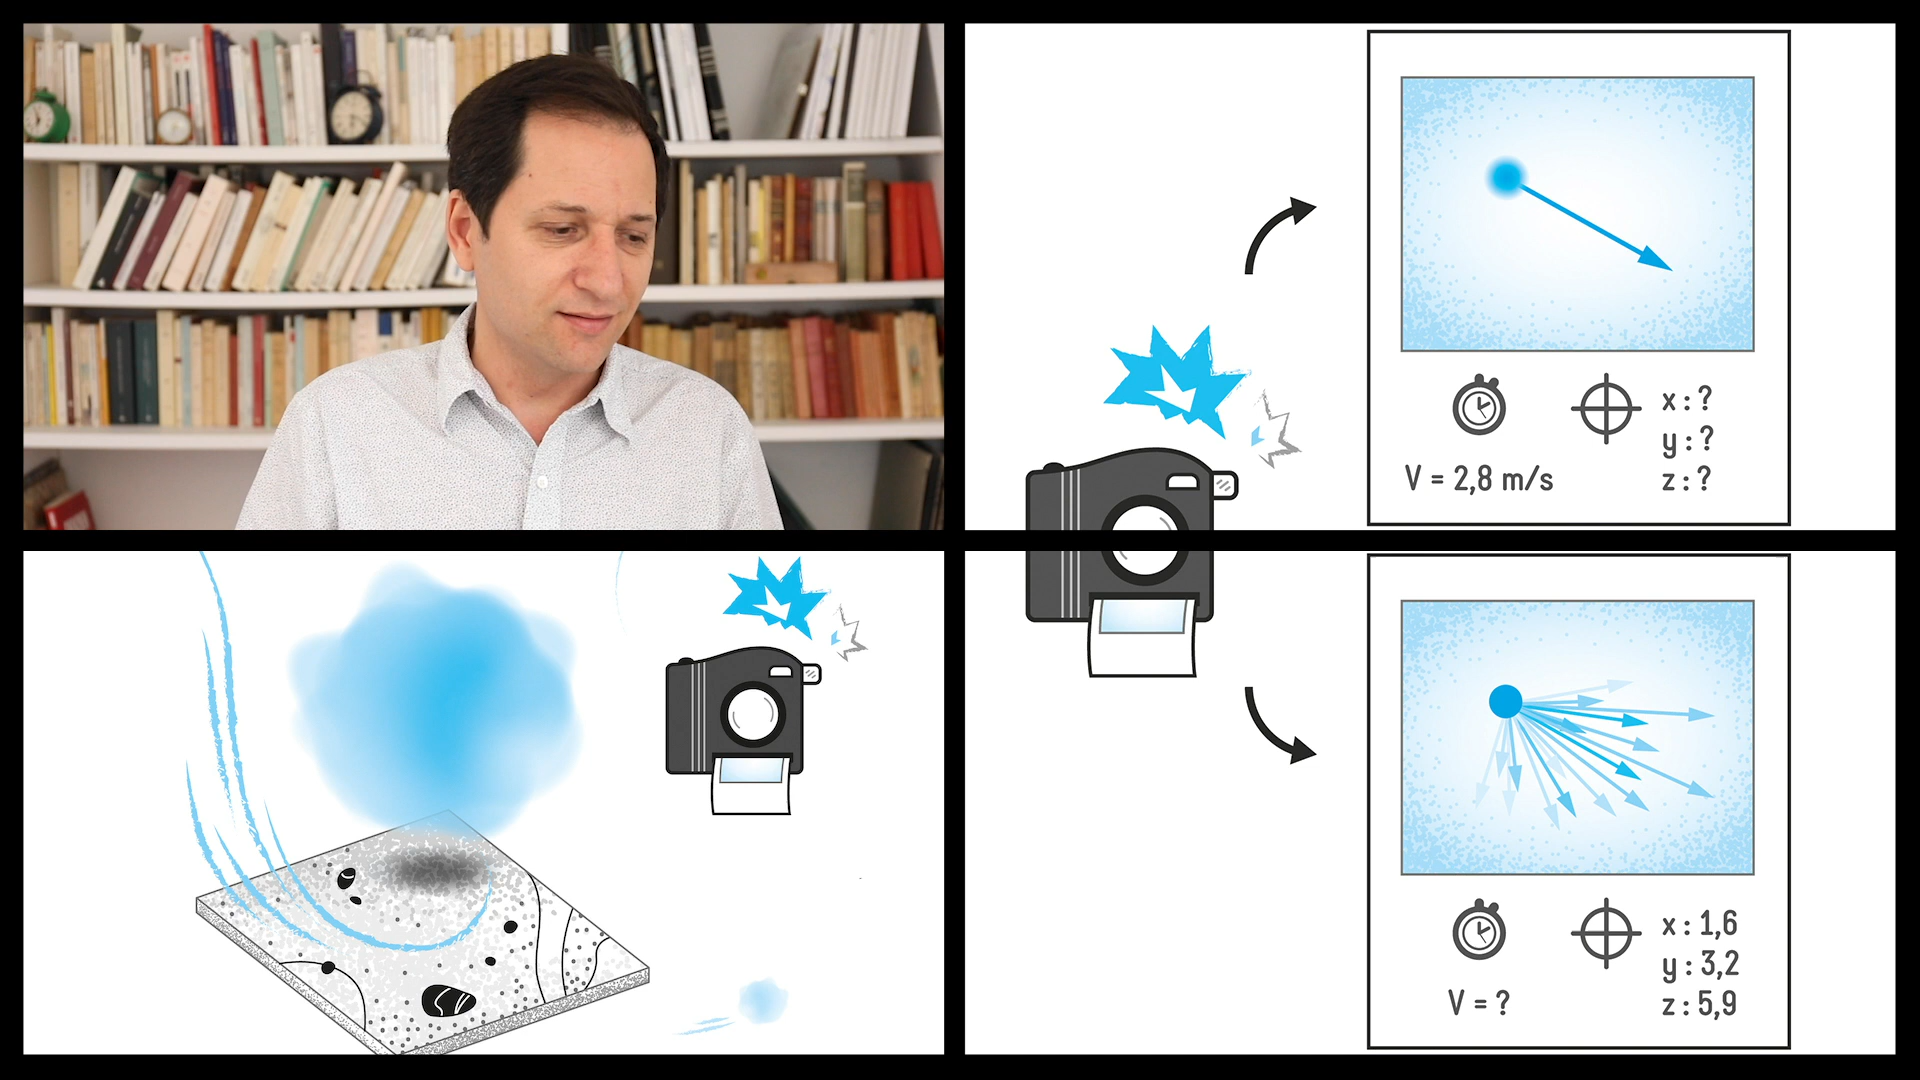 x : ?
y : ?
z : ?
V = 2,8 m/s
x : 1,6
y : 3,2
z : 5,9
V = ?